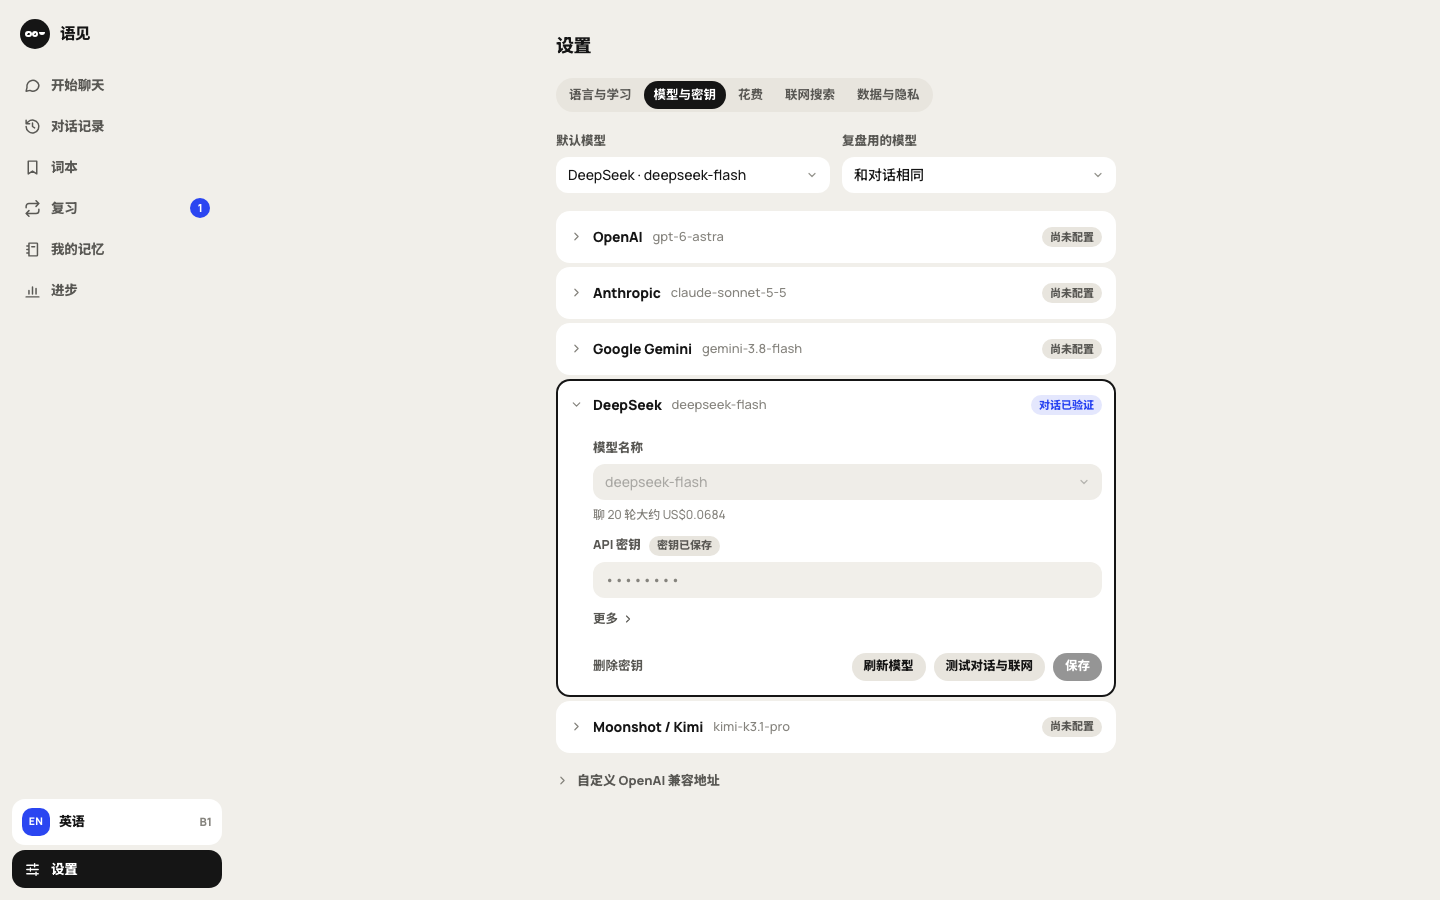 语见
开始聊天
对话记录
词本
复习 1
我的记忆
进步
EN 英语 B1
设置
设置
语言与学习 模型与密钥 花费 联网搜索 数据与隐私
默认模型 复盘用的模型
DeepSeek · deepseek-flash 和对话相同
OpenAI gpt-6-astra 尚未配置
Anthropic claude-sonnet-5-5 尚未配置
Google Gemini gemini-3.8-flash 尚未配置
DeepSeek deepseek-flash 对话已验证
模型名称
deepseek-flash
聊 20 轮大约 US$0.0684
API 密钥 密钥已保存
••••••••
更多
删除密钥 刷新模型 测试对话与联网 保存
Moonshot / Kimi kimi-k3.1-pro 尚未配置
自定义 OpenAI 兼容地址